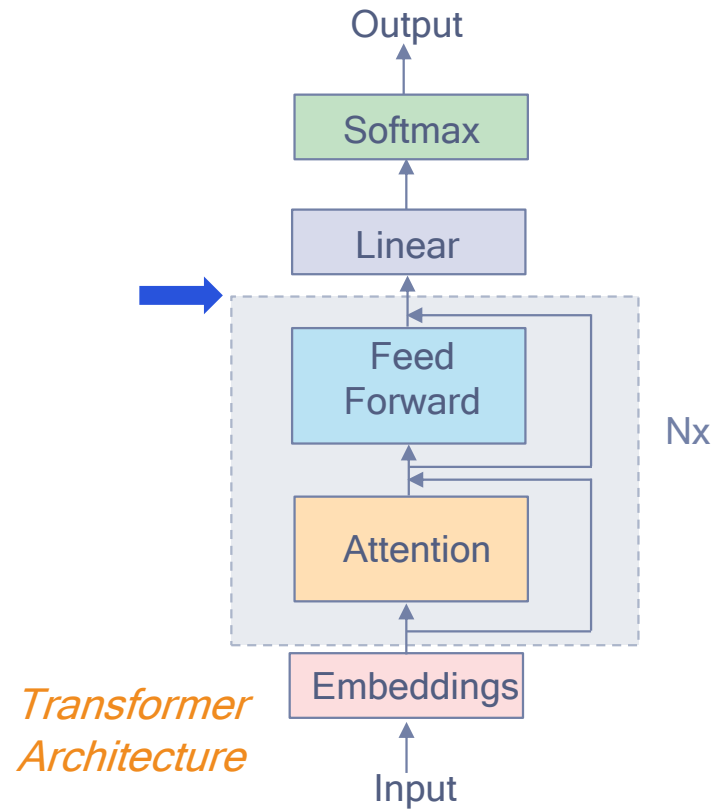 Output
Softmax
Linear
Feed
Forward
Nx
Attention
Embeddings
Transformer
Architecture
Input